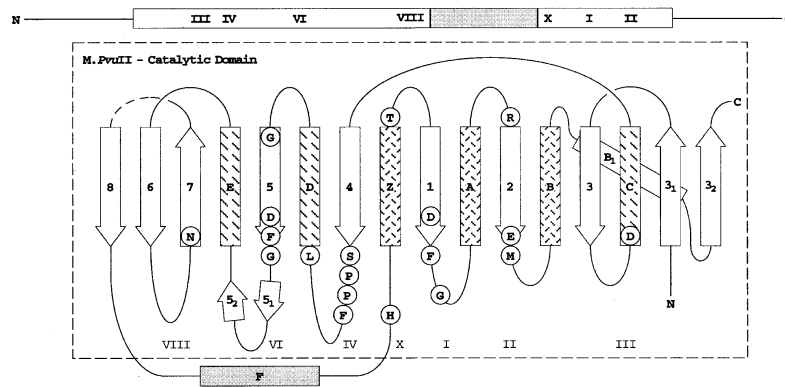 N III IV VI VIII X I II
M.PvuII - Catalytic Domain
C
G T R
B₁
8 6 7 E 5 D 4 Z 1 A 2 B 3 C 3₁ 3₂
D D
N F E D
G L S F M
P
5₂ 5₁ P G N
F H
VIII VI IV X I II III
F